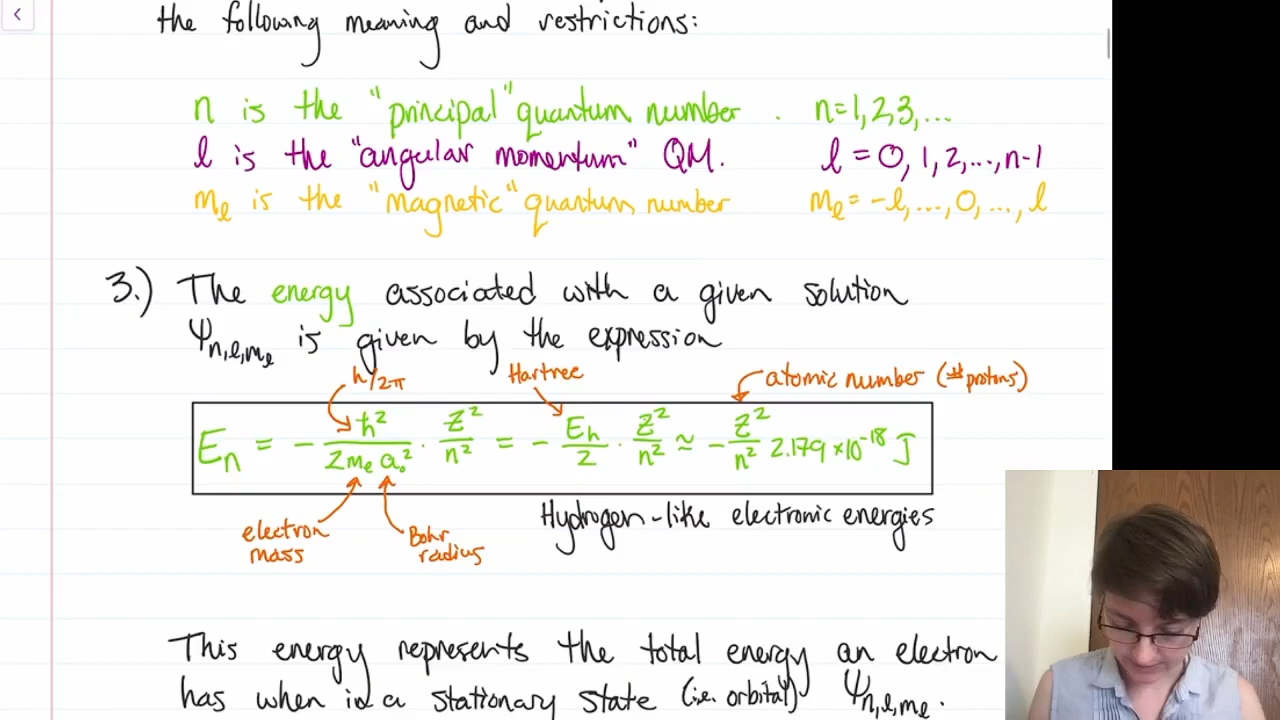 the following meaning and restrictions:
n is the "principal" quantum number . n=1,2,3,...
l is the "angular momentum" QM. l = 0, 1, 2,..., n-1
mₗ is the "magnetic" quantum number mₗ = -l,..., 0, ..., l
3.) The energy associated with a given solution
Ψn,l,mₗ is given by the expression
h/2π Hartree atomic number (# protons)
Eₙ = - ħ²/(2mₑa₀²) · Z²/n² = - Eₕ/2 · Z²/n² ≈ - Z²/n² 2.179×10⁻¹⁸ J
electron mass Bohr radius
Hydrogen-like electronic energies
This energy represents the total energy an electron
has when in a stationary state (i.e. orbital) Ψn,l,mₗ.